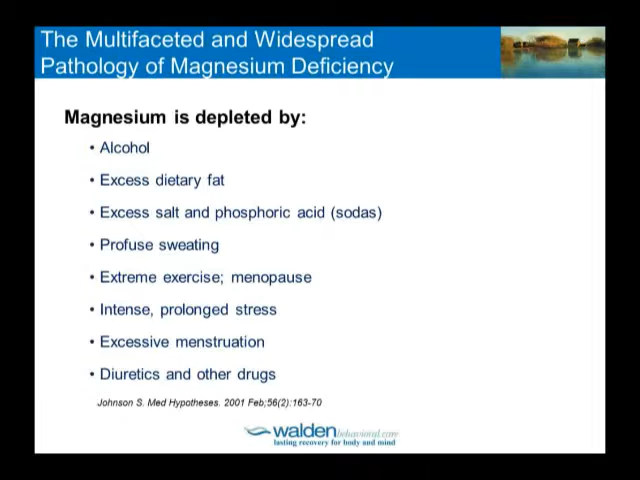 The Multifaceted and Widespread
Pathology of Magnesium Deficiency
Magnesium is depleted by:
• Alcohol
• Excess dietary fat
• Excess salt and phosphoric acid (sodas)
• Profuse sweating
• Extreme exercise; menopause
• Intense, prolonged stress
• Excessive menstruation
• Diuretics and other drugs
Johnson S. Med Hypotheses. 2001 Feb;56(2):163-70
walden behavioral care
lasting recovery for body and mind